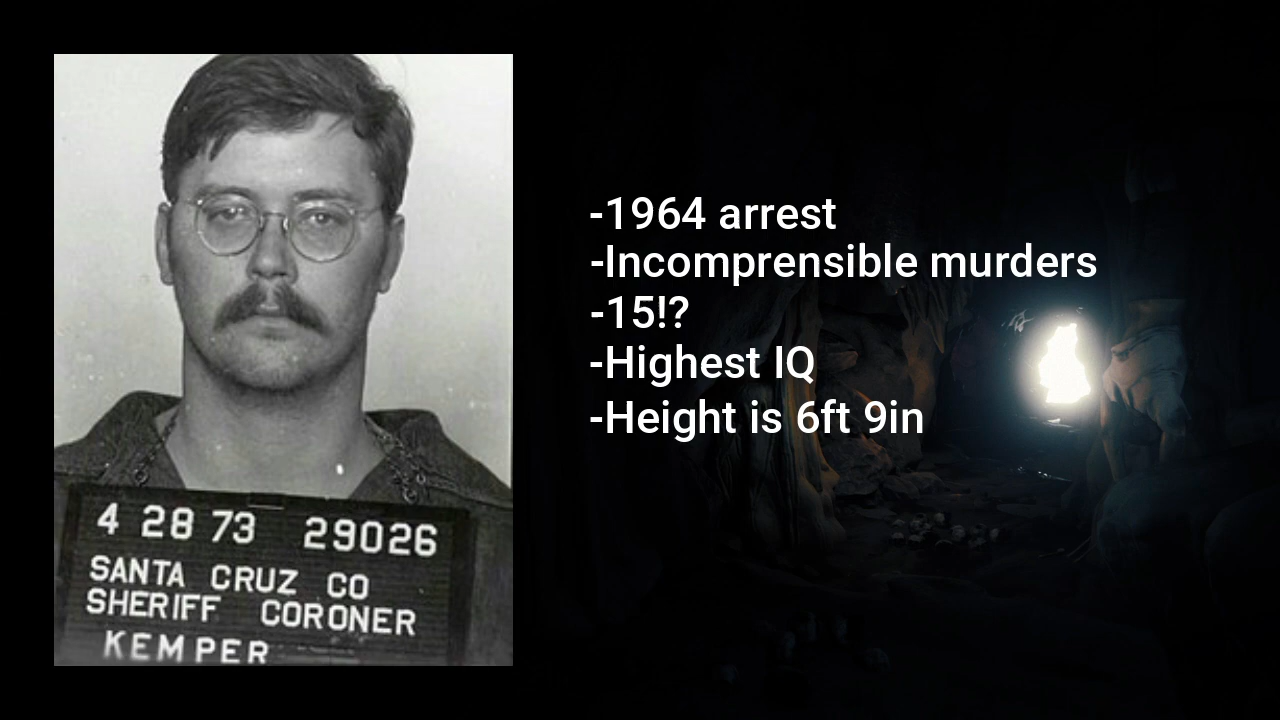 4 28 73 29026
SANTA CRUZ CO
SHERIFF CORONER
KEMPER
-1964 arrest
-Incomprensible murders
-15!?
-Highest IQ
-Height is 6ft 9in